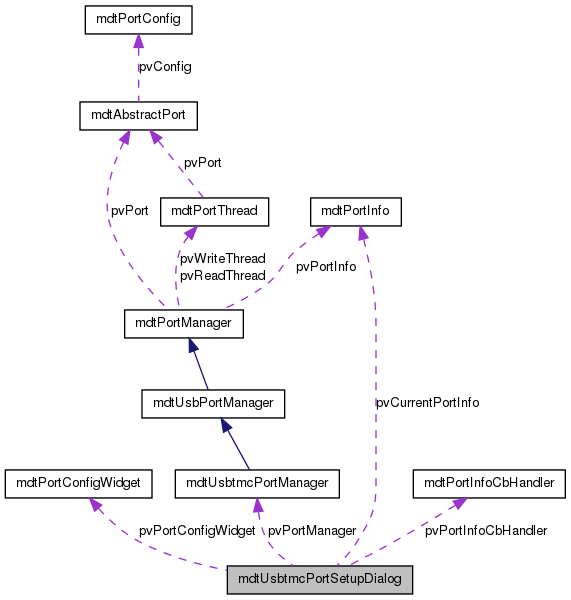 mdtPortConfig
pvConfig
mdtAbstractPort
pvPort
mdtPortThread
mdtPortInfo
pvPort
pvWriteThread
pvReadThread
pvPortInfo
mdtPortManager
mdtUsbPortManager
pvCurrentPortInfo
mdtPortConfigWidget
mdtUsbtmcPortManager
mdtPortInfoCbHandler
pvPortConfigWidget
pvPortManager
pvPortInfoCbHandler
mdtUsbtmcPortSetupDialog